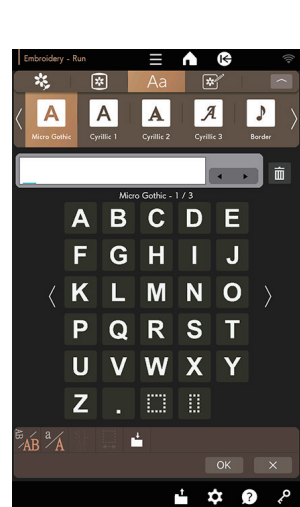 Embroidery - Run
Aa
A A A A
Micro Gothic Cyrillic 1 Cyrillic 2 Cyrillic 3 Border
Micro Gothic - 1 / 3
A B C D E
F G H I J
K L M N O
P Q R S T
U V W X Y
Z .
AB a/A
OK